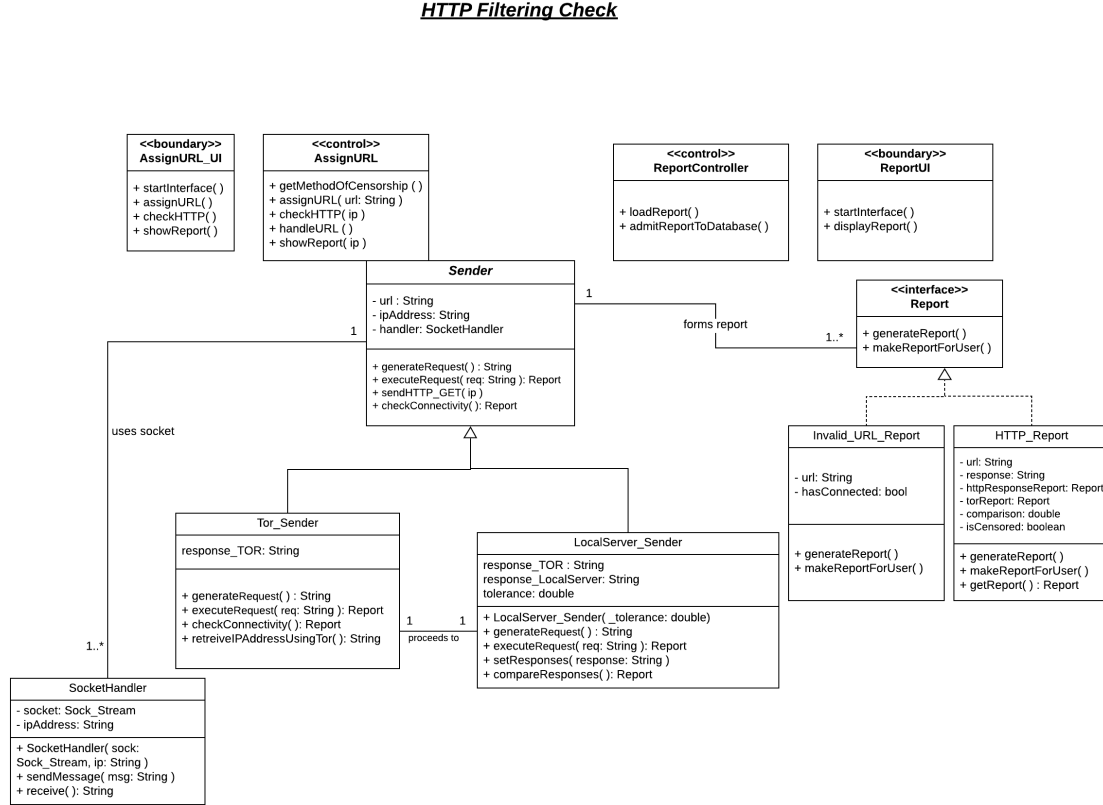 HTTP Filtering Check
<<boundary>>
AssignURL_UI
+ startInterface( )
+ assignURL( )
+ checkHTTP( )
+ showReport( )
<<control>>
AssignURL
+ getMethodOfCensorship ( )
+ assignURL( url: String )
+ checkHTTP( ip )
+ handleURL ( )
+ showReport( ip )
<<control>>
ReportController
+ loadReport( )
+ admitReportToDatabase( )
<<boundary>>
ReportUI
+ startInterface( )
+ displayReport( )
Sender
- url : String
- ipAddress: String
- handler: SocketHandler
+ generateRequest( ) : String
+ executeRequest( req: String ): Report
+ sendHTTP_GET( ip )
+ checkConnectivity( ): Report
1
forms report
1..*
<<interface>>
Report
+ generateReport( )
+ makeReportForUser( )
1
uses socket
1..*
Invalid_URL_Report
- url: String
- hasConnected: bool
+ generateReport( )
+ makeReportForUser( )
HTTP_Report
- url: String
- response: String
- httpResponseReport: Report
- torReport: Report
- comparison: double
- isCensored: boolean
+ generateReport( )
+ makeReportForUser( )
+ getReport( ) : Report
Tor_Sender
response_TOR: String
+ generateRequest( ) : String
+ executeRequest( req: String ): Report
+ checkConnectivity( ): Report
+ retreiveIPAddressUsingTor( ): String
1
1
proceeds to
LocalServer_Sender
response_TOR : String
response_LocalServer: String
tolerance: double
+ LocalServer_Sender( _tolerance: double)
+ generateRequest( ) : String
+ executeRequest( req: String ): Report
+ setResponses( response: String )
+ compareResponses( ): Report
SocketHandler
- socket: Sock_Stream
- ipAddress: String
+ SocketHandler( sock:
Sock_Stream, ip: String )
+ sendMessage( msg: String )
+ receive( ): String